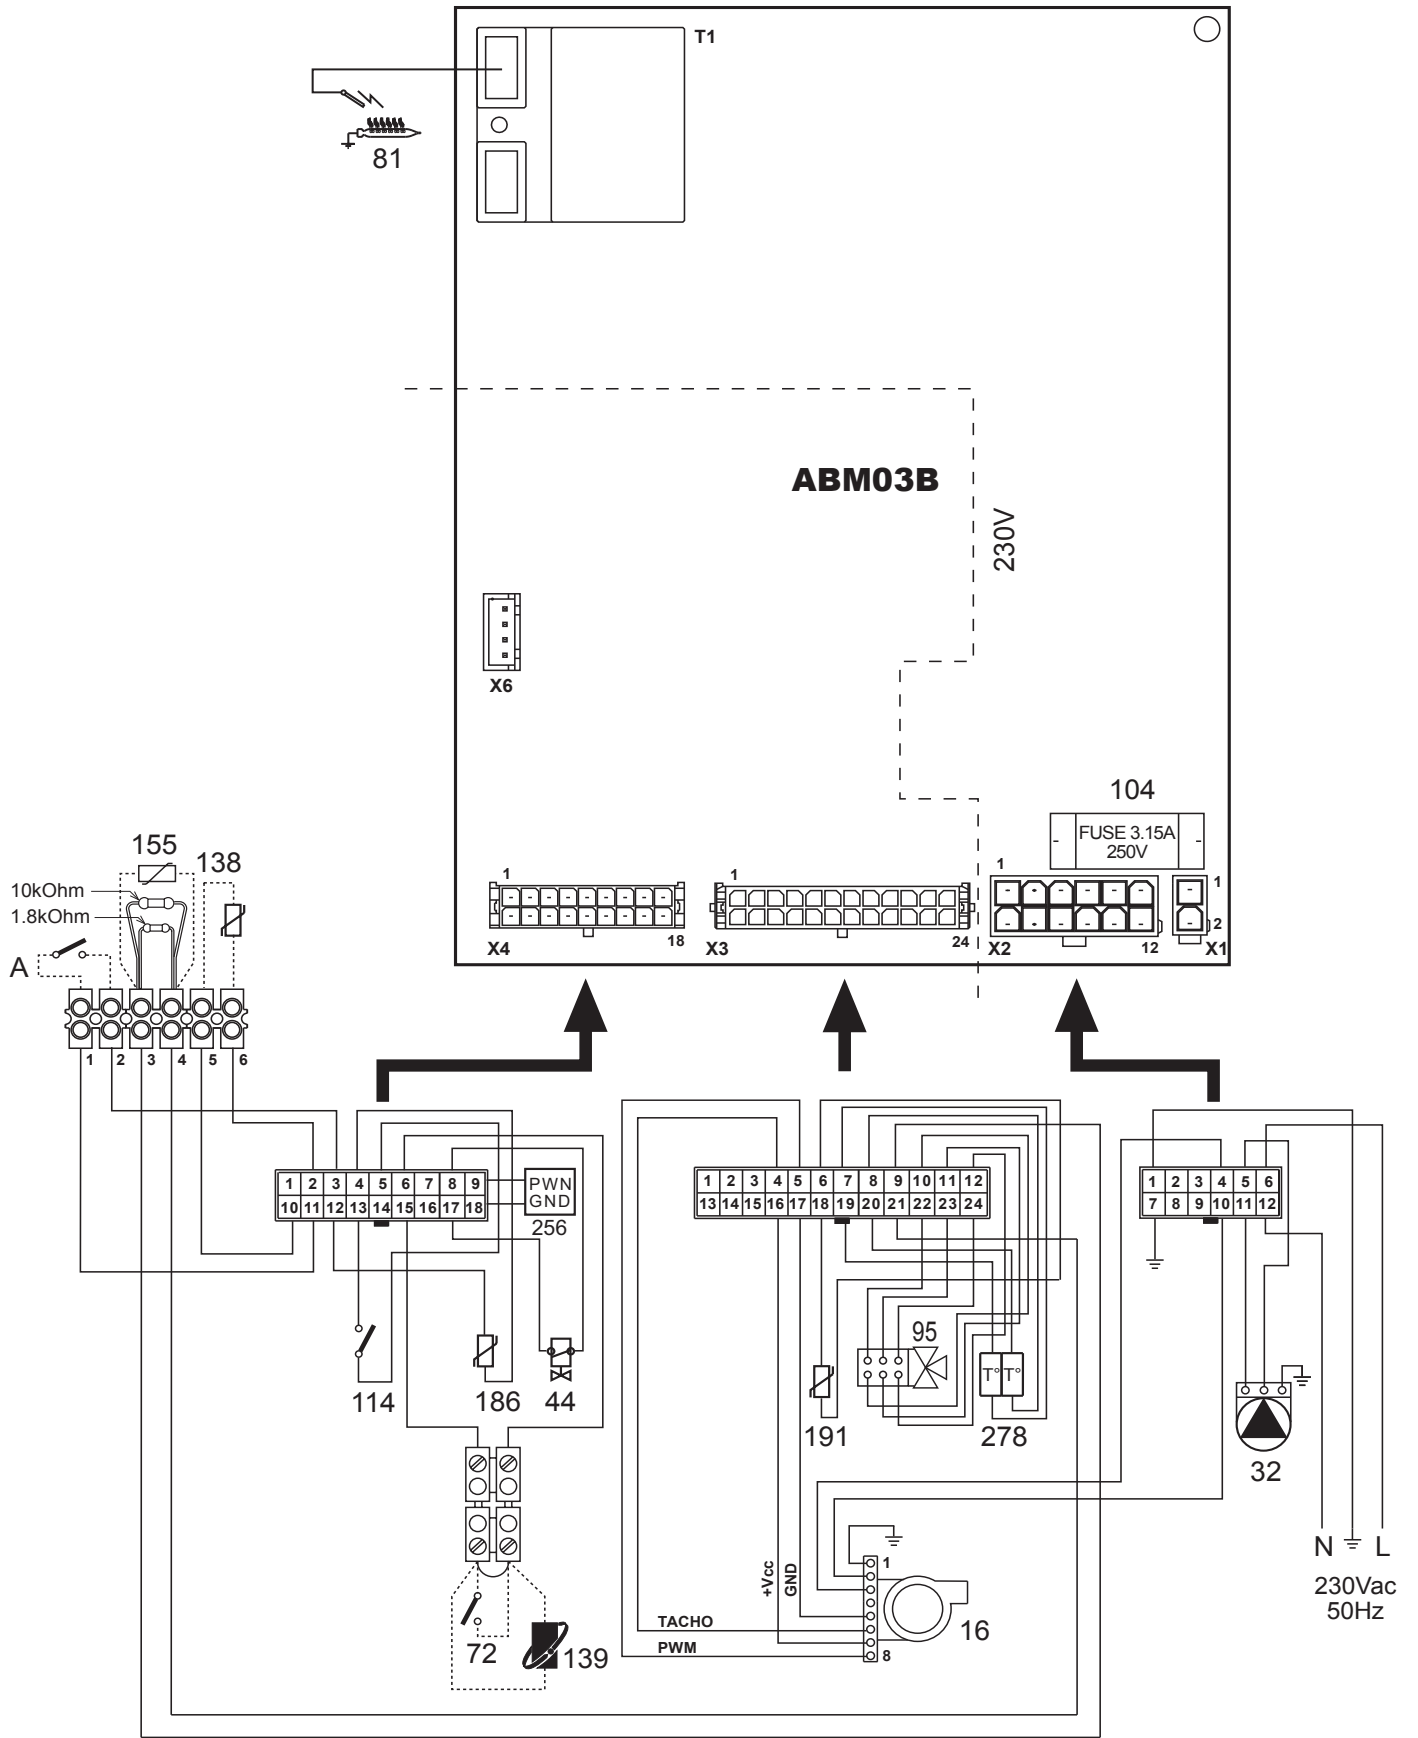 T1
81
ABM03B
230V
X6
104
FUSE 3.15A
250V
155
138
10kOhm
1.8kOhm
A
1
X4
18
1
X3
24
1
X2
12
1
2
X1
1 2 3 4 5 6
1 2 3 4 5 6 7 8 9
10 11 12 13 14 15 16 17 18
PWN
GND
256
1 2 3 4 5 6 7 8 9 10 11 12
13 14 15 16 17 18 19 20 21 22 23 24
1 2 3 4 5 6
7 8 9 10 11 12
114
186
44
191
95
T° T°
278
32
N
L
230Vac
50Hz
+Vcc
GND
TACHO
PWM
1
8
16
72
139